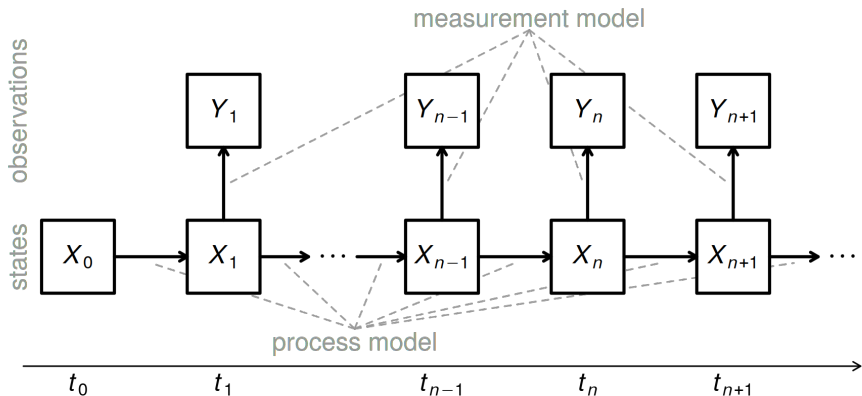 measurement model
observations
Y₁ Yₙ₋₁ Yₙ Yₙ₊₁
states
X₀ X₁ ··· Xₙ₋₁ Xₙ Xₙ₊₁ ···
process model
t₀ t₁ tₙ₋₁ tₙ tₙ₊₁